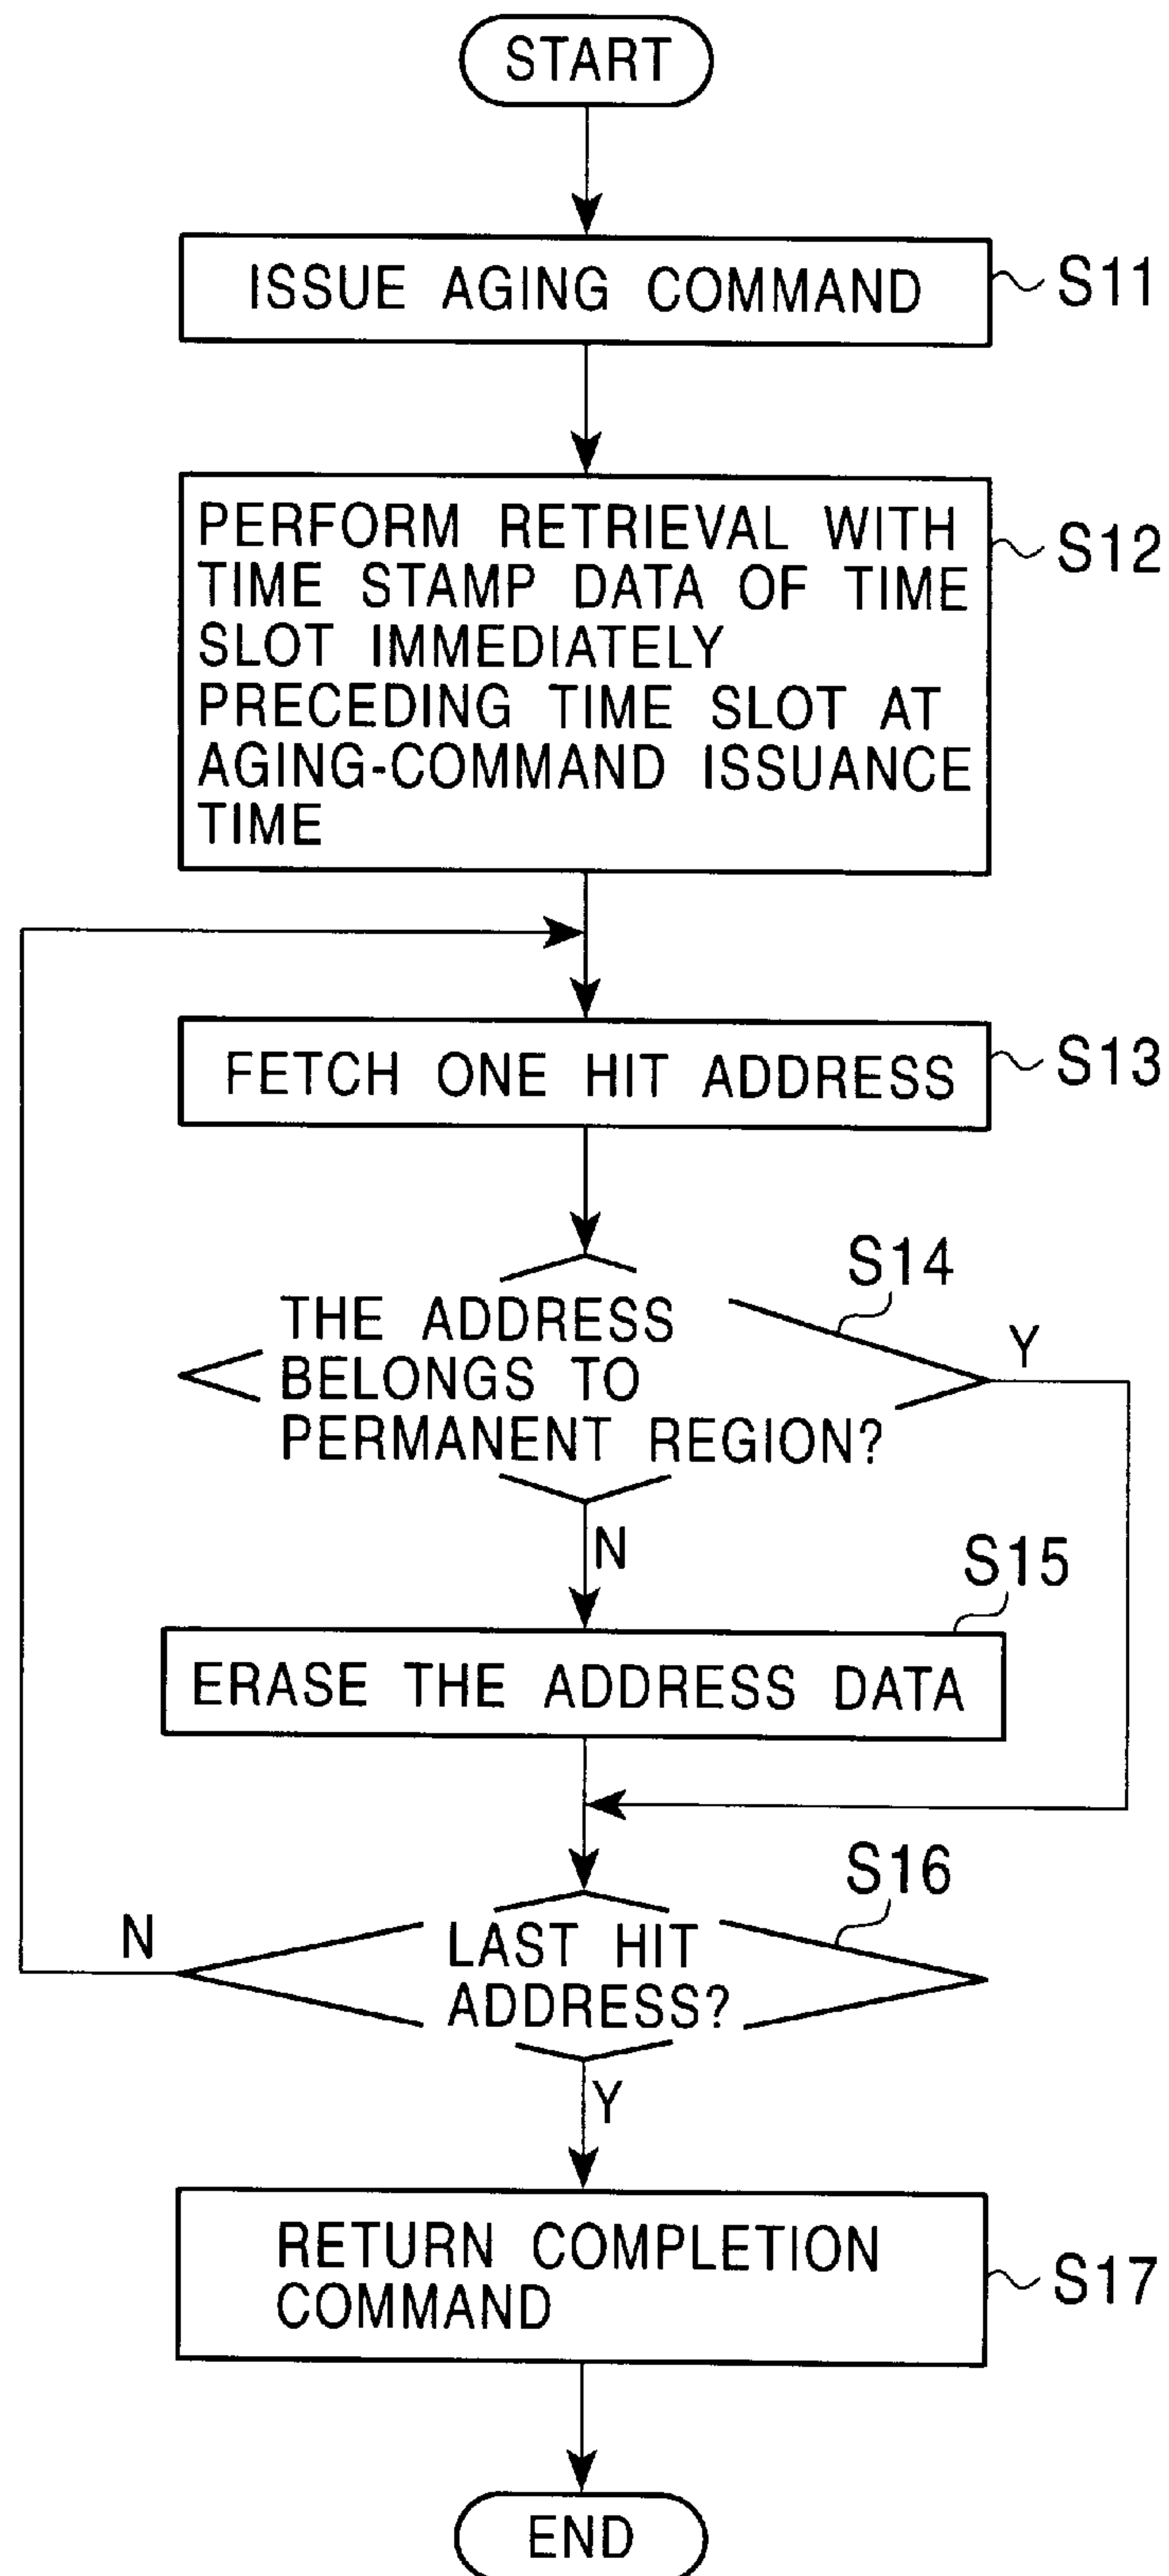 START
ISSUE AGING COMMAND
S11
PERFORM RETRIEVAL WITH
TIME STAMP DATA OF TIME
SLOT IMMEDIATELY
PRECEDING TIME SLOT AT
AGING-COMMAND ISSUANCE
TIME
S12
FETCH ONE HIT ADDRESS
S13
S14
THE ADDRESS
BELONGS TO
PERMANENT REGION?
Y
N
S15
ERASE THE ADDRESS DATA
S16
LAST HIT
ADDRESS?
N
Y
RETURN COMPLETION
COMMAND
S17
END